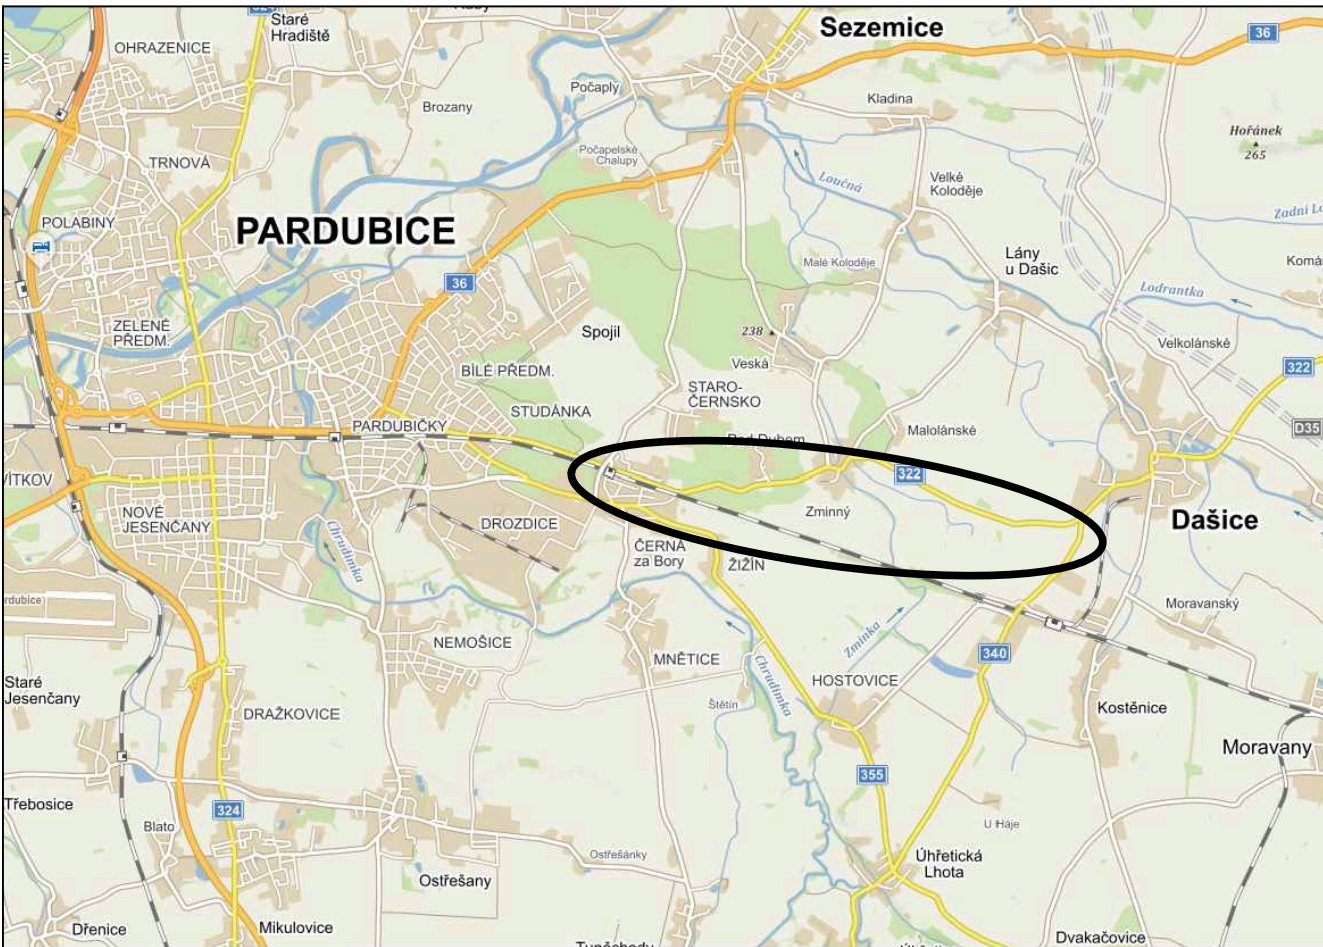 Staré
Hradiště
OHRAZENICE
Sezemice
36
Počaply
Brozany
Kladina
Hořánek
265
Počapelské
Chalupy
TRNOVÁ
Loučná
Velké
Koloděje
POLABINY
PARDUBICE
Zadní Lo
Malé Koloděje
Lány
u Dašic
Komá
36
Lodrantka
ZELENÉ
PŘEDM.
Spojil
238
Velkolánské
Veská
322
BÍLÉ PŘEDM.
STARO-
ČERNSKO
STUDÁNKA
PARDUBIČKY
Malolánské
D35
322
VÍTKOV
NOVÉ
JESENČANY
DROZDICE
Zminný
Dašice
ČERNÁ
za Bory
ŽIŽÍN
Chrudimka
rdubice)
Moravanský
NEMOŠICE
Zminka
MNĚTICE
340
Chrudimka
HOSTOVICE
Staré
Jesenčany
Štětín
Kostěnice
DRAŽKOVICE
Moravany
355
Třebosice
324
Blato
U Háje
Ostřešánky
Úhřetická
Lhota
Ostřešany
Dřenice
Mikulovice
Dvakačovice